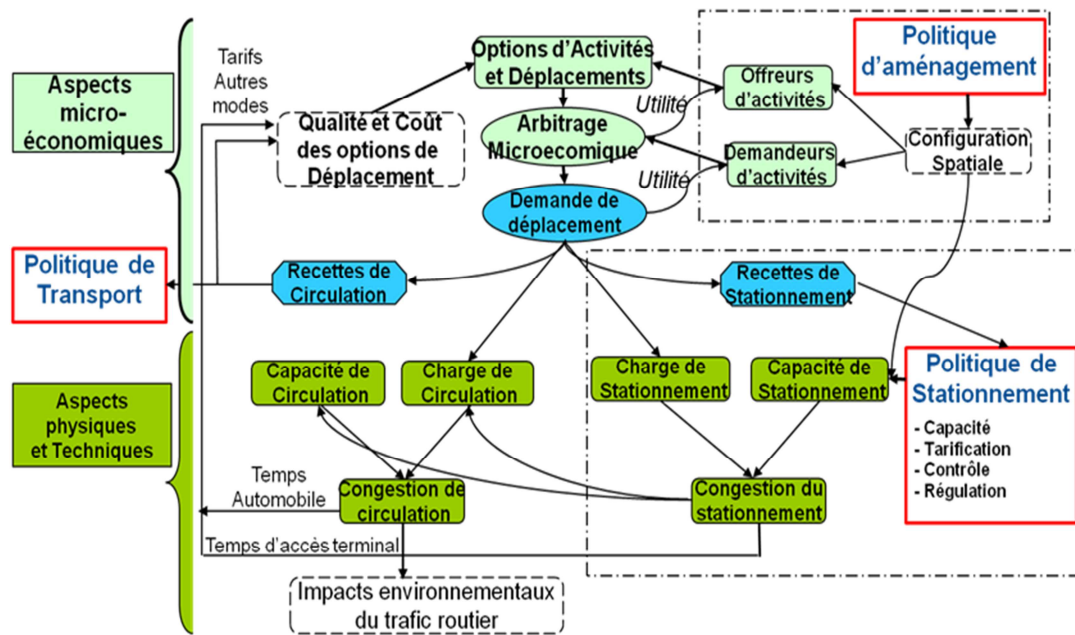 Aspects
micro-
économiques
Tarifs
Autres
modes
Options d'Activités
et Déplacements
Qualité et Coût
des options de
Déplacement
Arbitrage
Microecomique
Utilité
Utilité
Offreurs
d'activités
Demandeurs
d'activités
Politique
d'aménagement
Configuration
Spatiale
Demande de
déplacement
Politique de
Transport
Recettes de
Circulation
Recettes de
Stationnement
Aspects
physiques
et Techniques
Capacité de
Circulation
Charge de
Circulation
Charge de
Stationnement
Capacité de
Stationnement
Politique de
Stationnement
- Capacité
- Tarification
- Contrôle
- Régulation
Temps
Automobile
Congestion de
circulation
Congestion du
stationnement
Temps d'accès terminal
Impacts environnementaux
du trafic routier